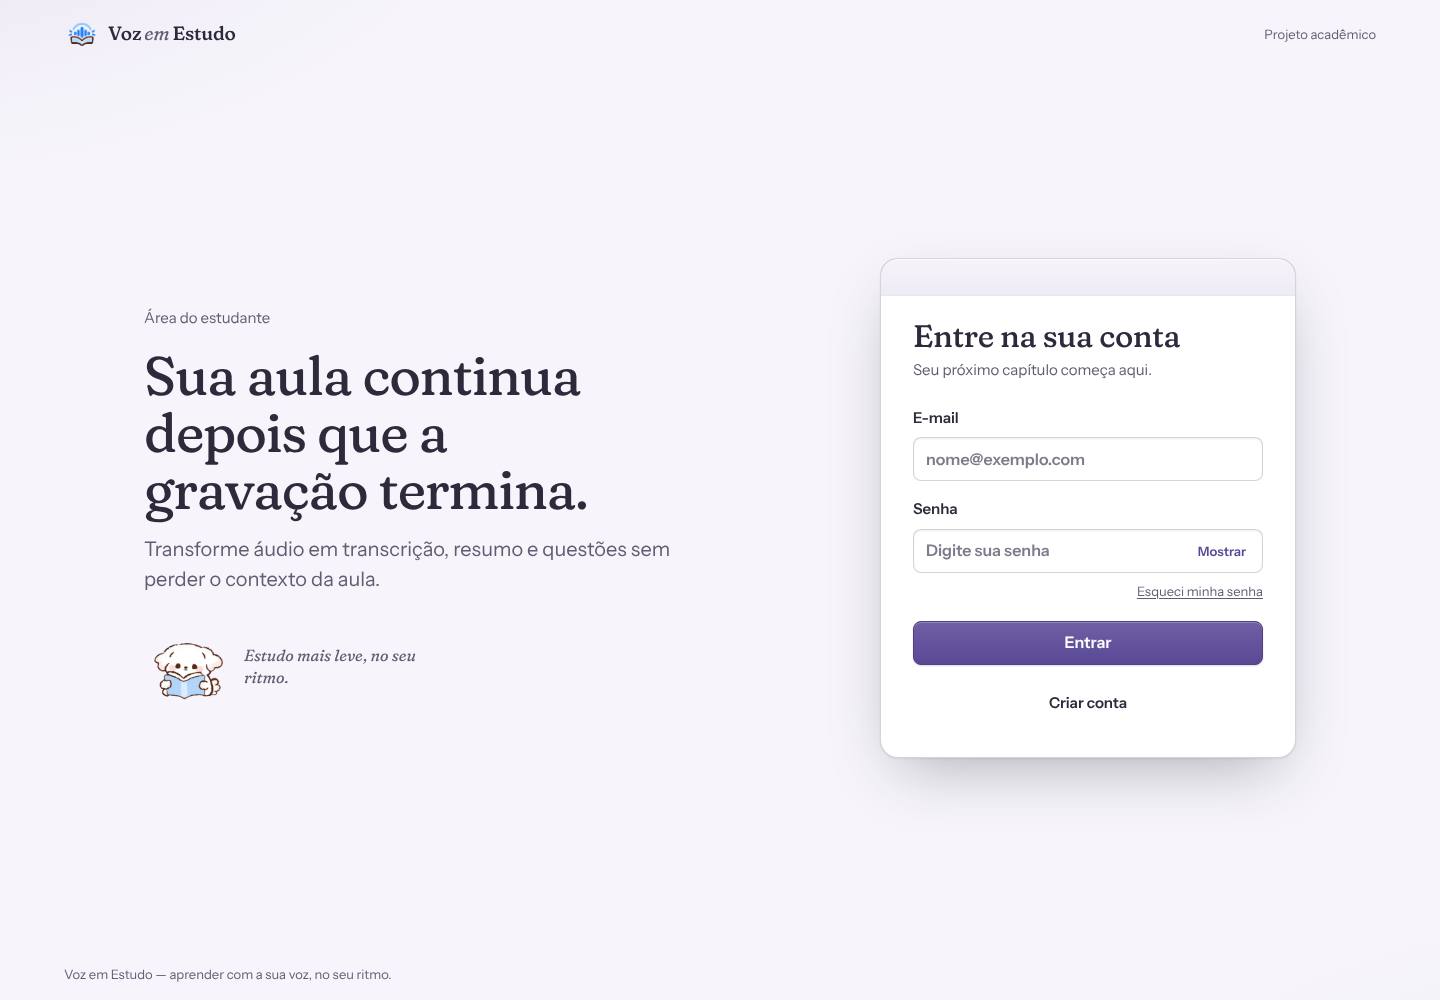 Voz em Estudo
Projeto acadêmico
Área do estudante
Sua aula continua
depois que a
gravação termina.
Transforme áudio em transcrição, resumo e questões sem
perder o contexto da aula.
Estudo mais leve, no seu
ritmo.
Entre na sua conta
Seu próximo capítulo começa aqui.
E-mail
nome@exemplo.com
Senha
Digite sua senha
Mostrar
Esqueci minha senha
Entrar
Criar conta
Voz em Estudo — aprender com a sua voz, no seu ritmo.